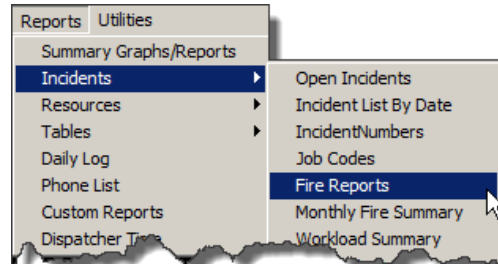 Reports Utilities
Summary Graphs/Reports
Incidents
Resources
Tables
Daily Log
Phone List
Custom Reports
Dispatcher Time
Open Incidents
Incident List By Date
IncidentNumbers
Job Codes
Fire Reports
Monthly Fire Summary
Workload Summary